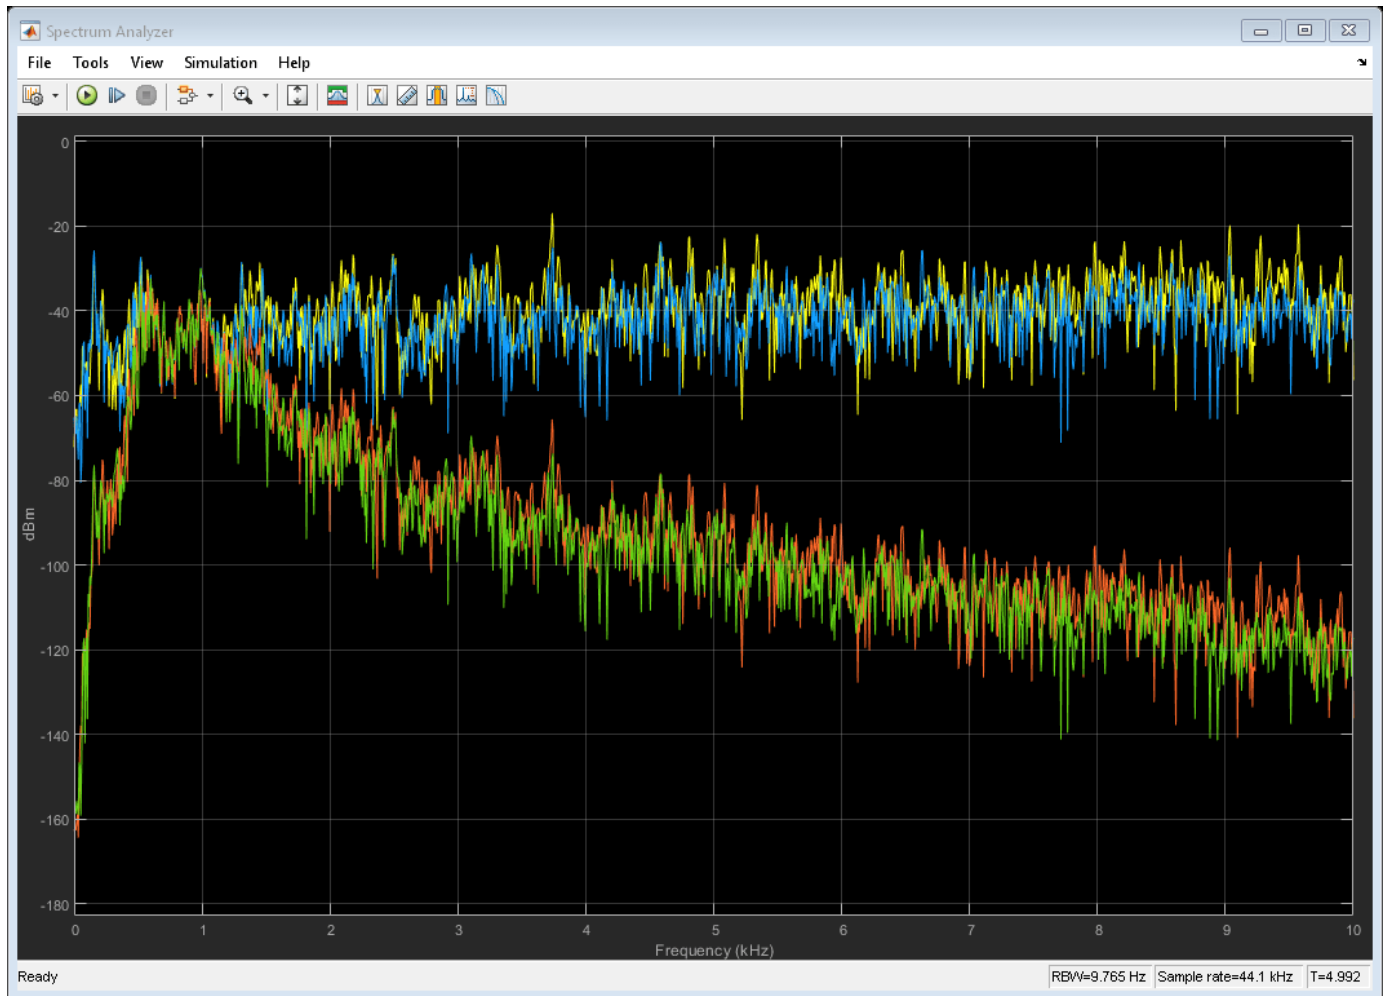 Spectrum Analyzer
File Tools View Simulation Help
0
-20
-40
-60
-80
-100
-120
-140
-160
-180
dBm
0 1 2 3 4 5 6 7 8 9 10
Frequency (kHz)
Ready RBW=9.765 Hz Sample rate=44.1 kHz T=4.992